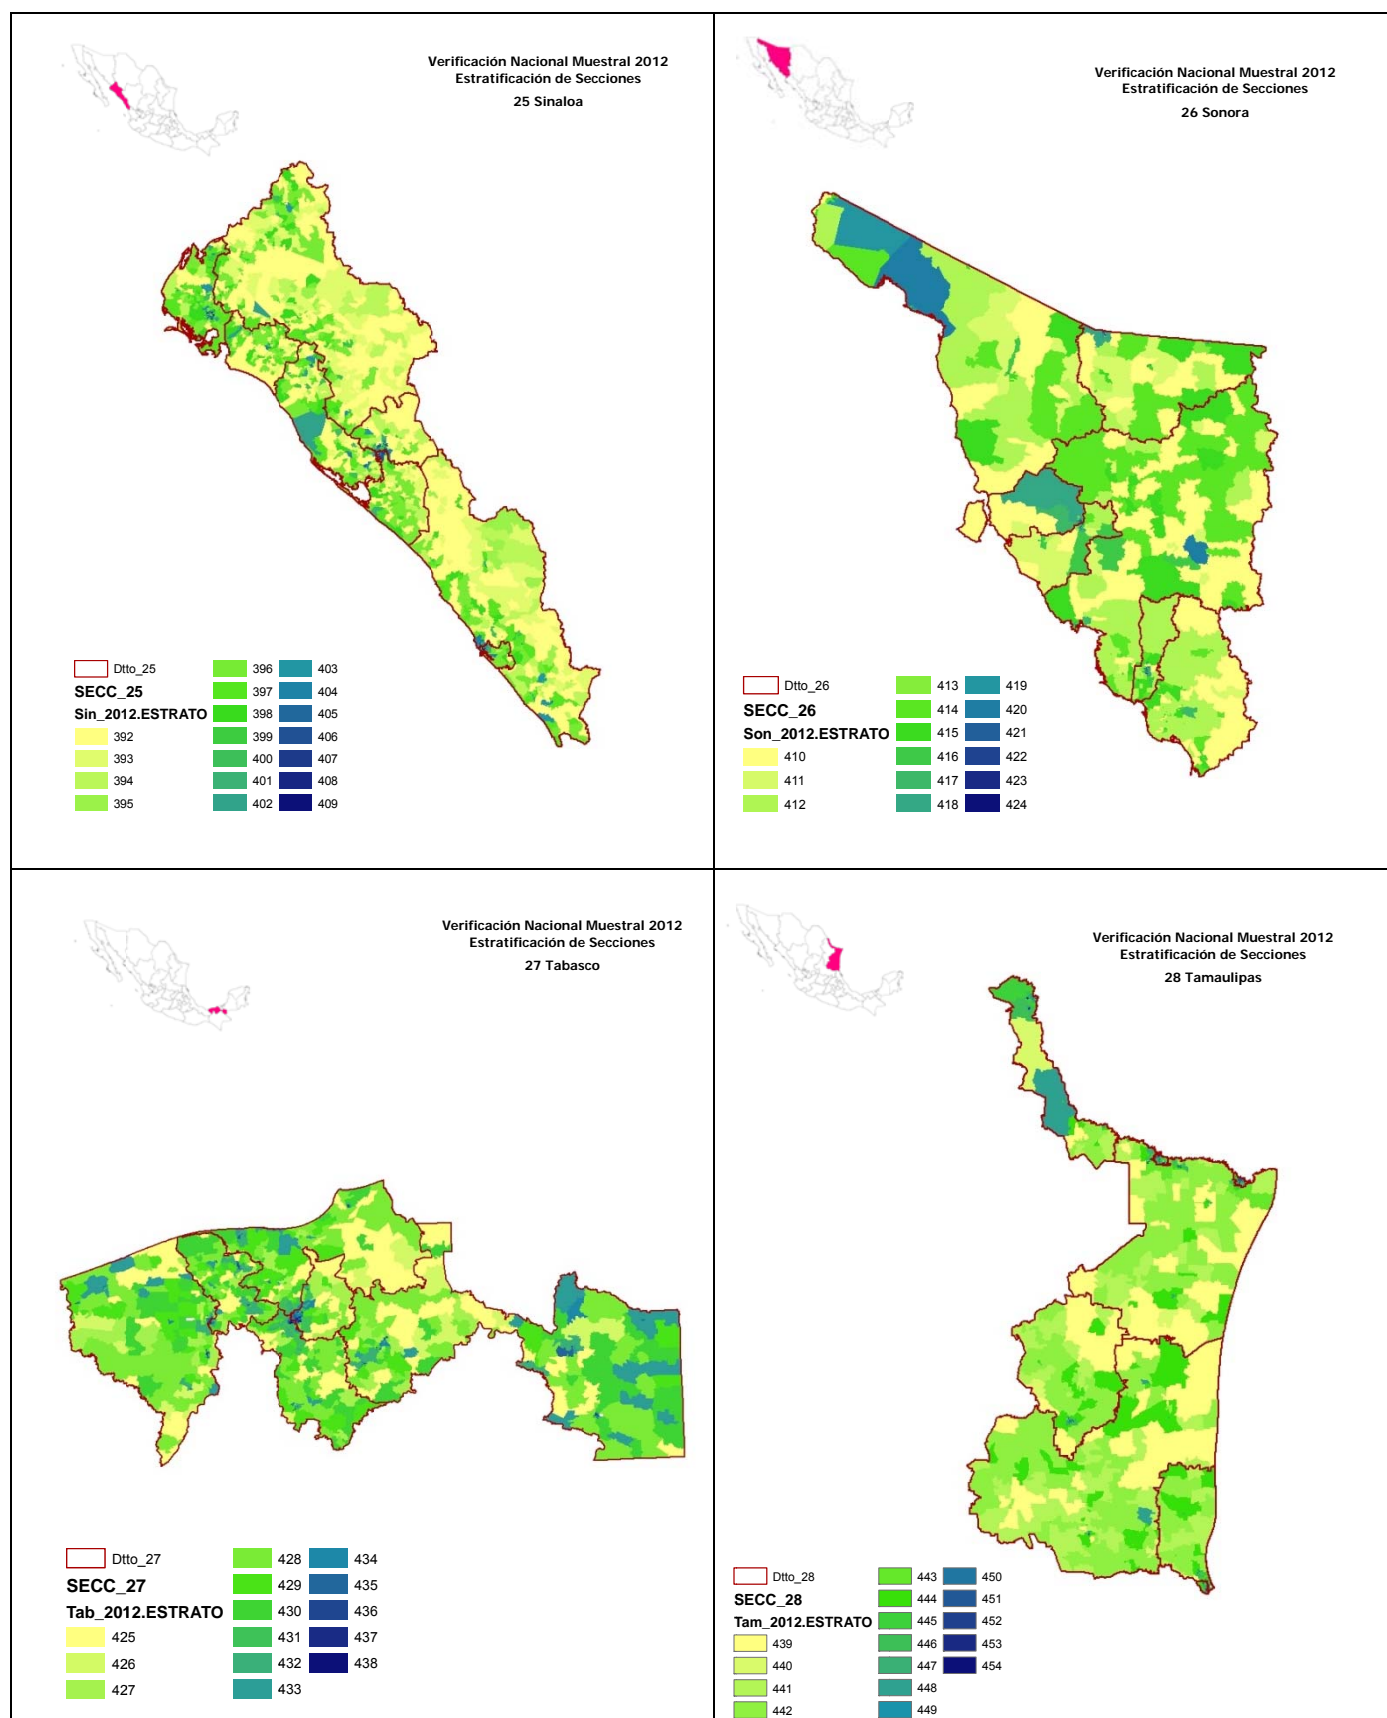 Verificación Nacional Muestral 2012
Estratificación de Secciones
25 Sinaloa
Dtto_25
SECC_25
Sin_2012.ESTRATO
392
393
394
395
396
397
398
399
400
401
402
403
404
405
406
407
408
409
Verificación Nacional Muestral 2012
Estratificación de Secciones
26 Sonora
Dtto_26
SECC_26
Son_2012.ESTRATO
410
411
412
413
414
415
416
417
418
419
420
421
422
423
424
Verificación Nacional Muestral 2012
Estratificación de Secciones
27 Tabasco
Dtto_27
SECC_27
Tab_2012.ESTRATO
425
426
427
428
429
430
431
432
433
434
435
436
437
438
Verificación Nacional Muestral 2012
Estratificación de Secciones
28 Tamaulipas
Dtto_28
SECC_28
Tam_2012.ESTRATO
439
440
441
442
443
444
445
446
447
448
449
450
451
452
453
454